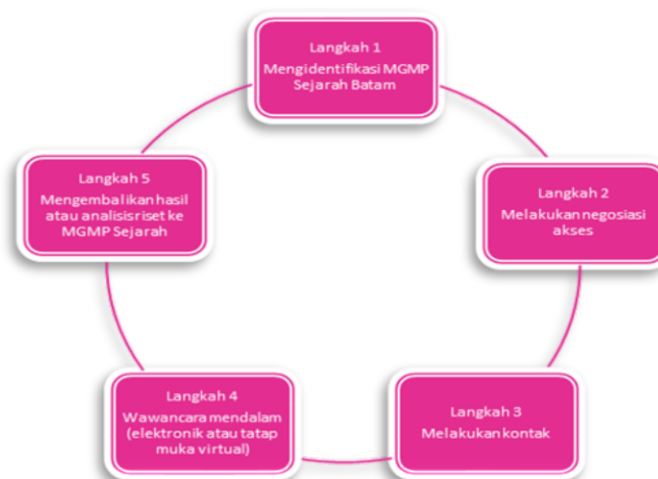 Langkah 1
Mengidentifikasi MGMP
Sejarah Batam
Langkah 2
Melakukan negosiasi
akses
Langkah 3
Melakukan kontak
Langkah 4
Wawancara mendalam
(elektronik atau tatap
muka virtual)
Langkah 5
Mengembalikan hasil
atau analisis riset ke
MGMP Sejarah